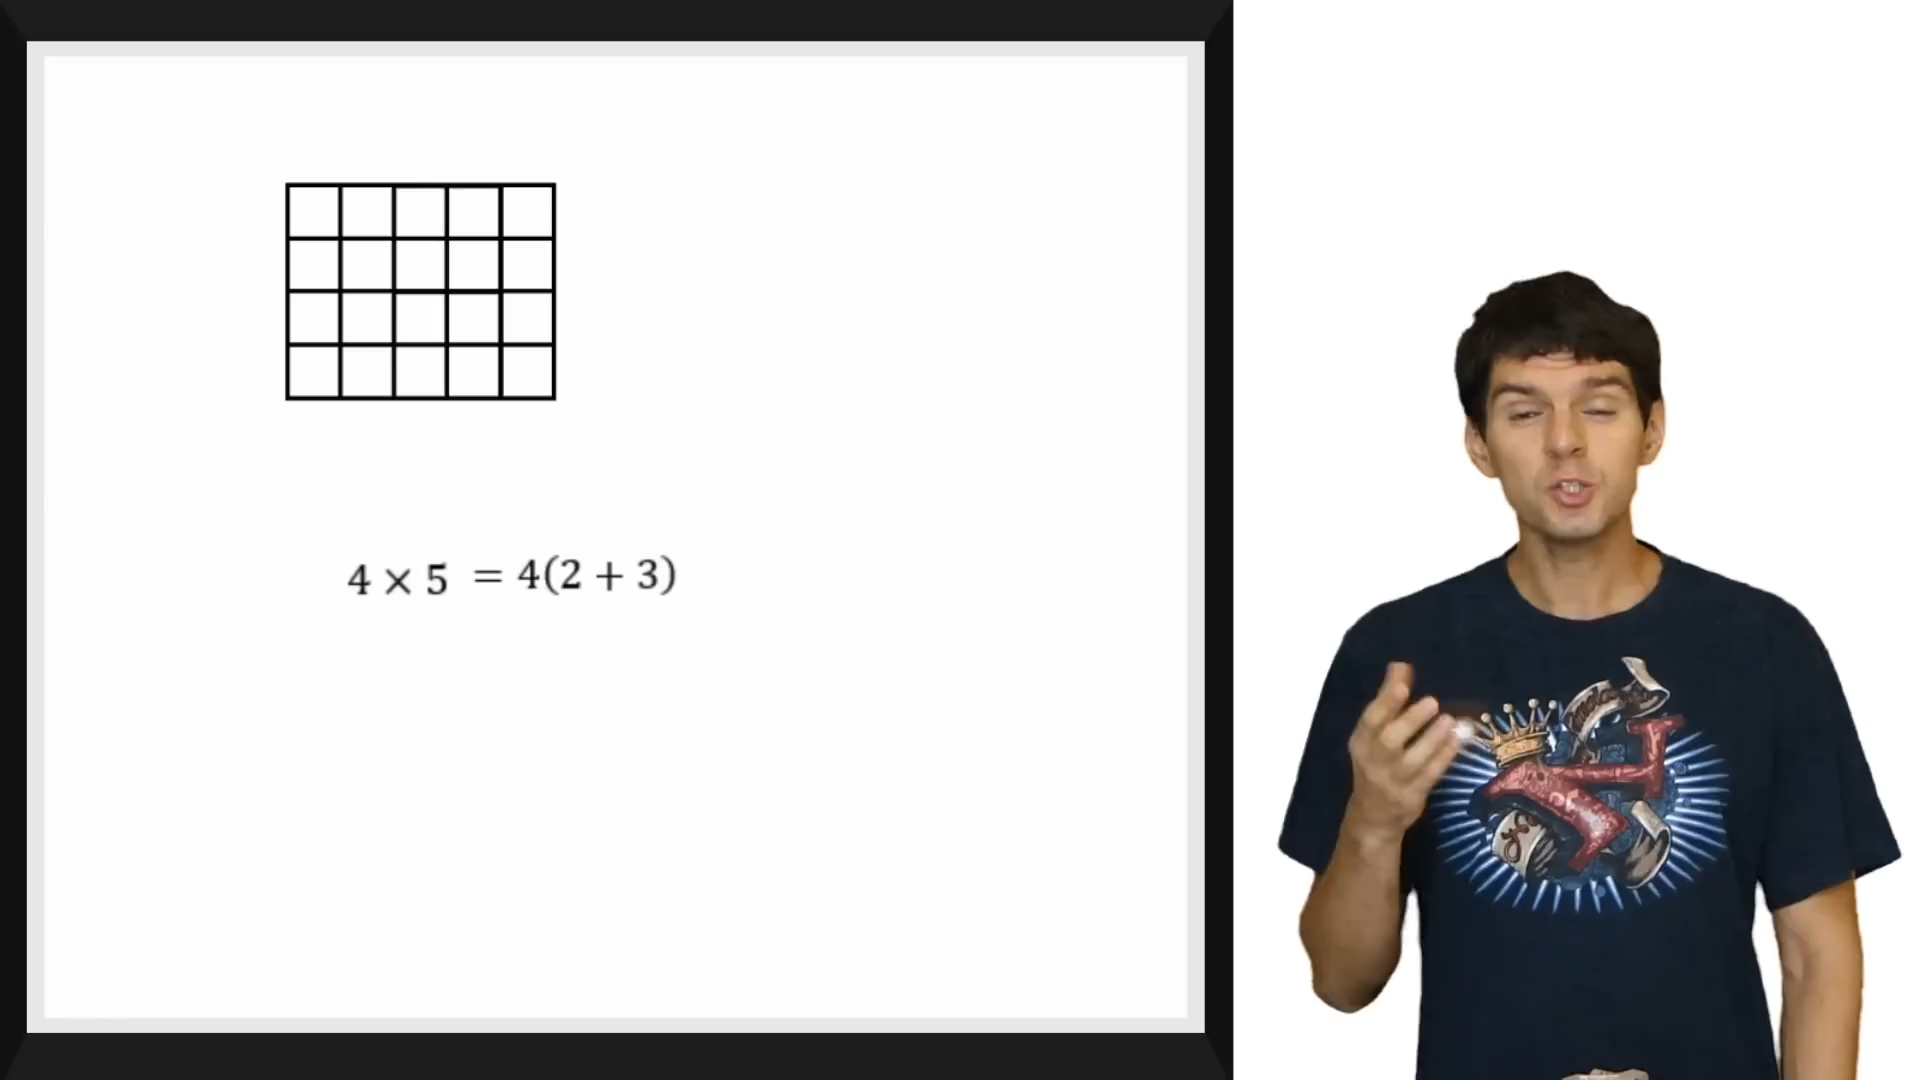 4 × 5 = 4(2 + 3)